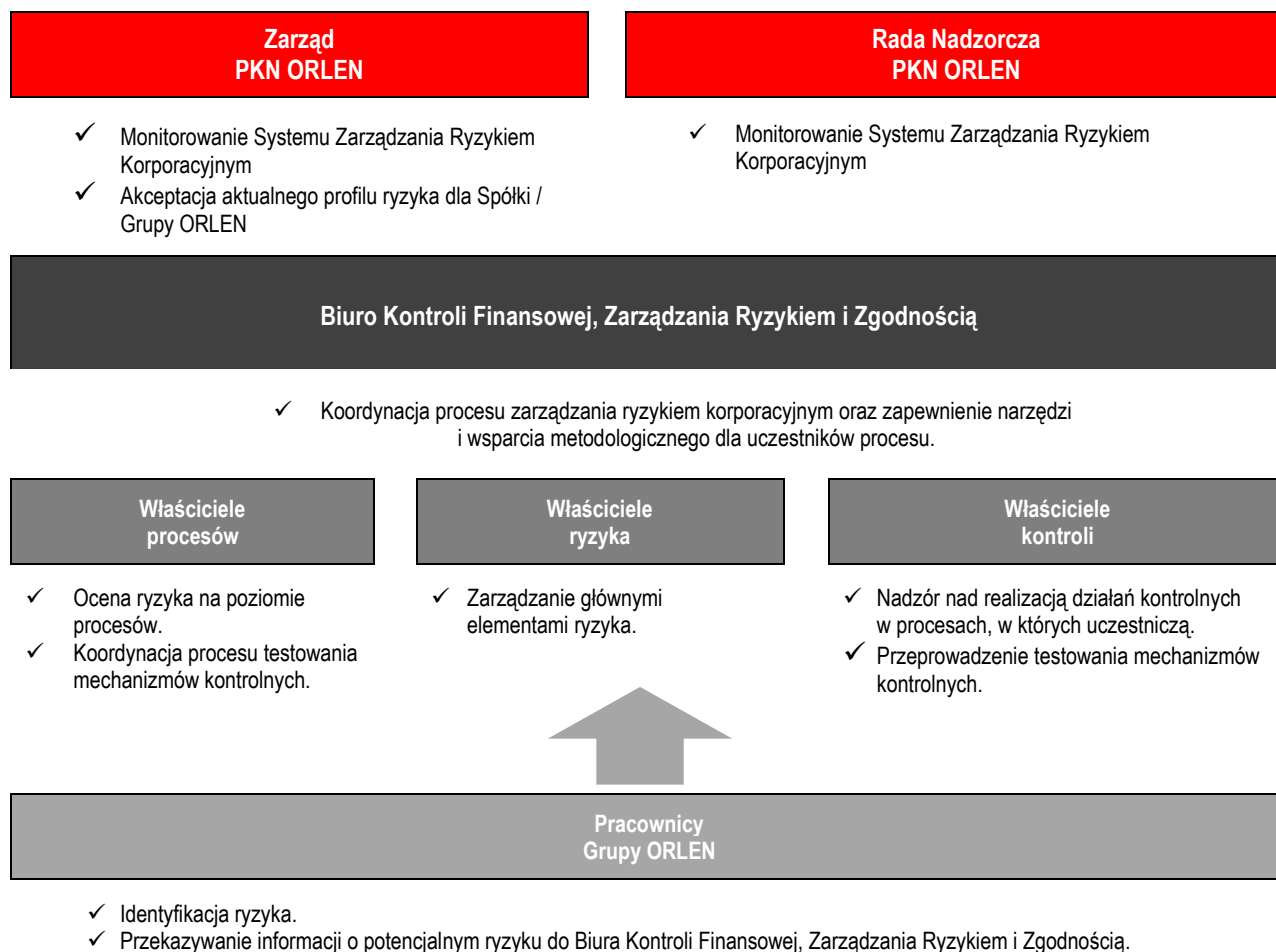 Zarząd
PKN ORLEN
Rada Nadzorcza
PKN ORLEN
✓ Monitorowanie Systemu Zarządzania Ryzykiem
Korporacyjnym
✓ Akceptacja aktualnego profilu ryzyka dla Spółki /
Grupy ORLEN
✓ Monitorowanie Systemu Zarządzania Ryzykiem
Korporacyjnym
Biuro Kontroli Finansowej, Zarządzania Ryzykiem i Zgodnością
✓ Koordynacja procesu zarządzania ryzykiem korporacyjnym oraz zapewnienie narzędzi
i wsparcia metodologicznego dla uczestników procesu.
Właściciele
procesów
Właściciele
ryzyka
Właściciele
kontroli
✓ Ocena ryzyka na poziomie
procesów.
✓ Koordynacja procesu testowania
mechanizmów kontrolnych.
✓ Zarządzanie głównymi
elementami ryzyka.
✓ Nadzór nad realizacją działań kontrolnych
w procesach, w których uczestniczą.
✓ Przeprowadzenie testowania mechanizmów
kontrolnych.
Pracownicy
Grupy ORLEN
✓ Identyfikacja ryzyka.
✓ Przekazywanie informacji o potencjalnym ryzyku do Biura Kontroli Finansowej, Zarządzania Ryzykiem i Zgodnością.